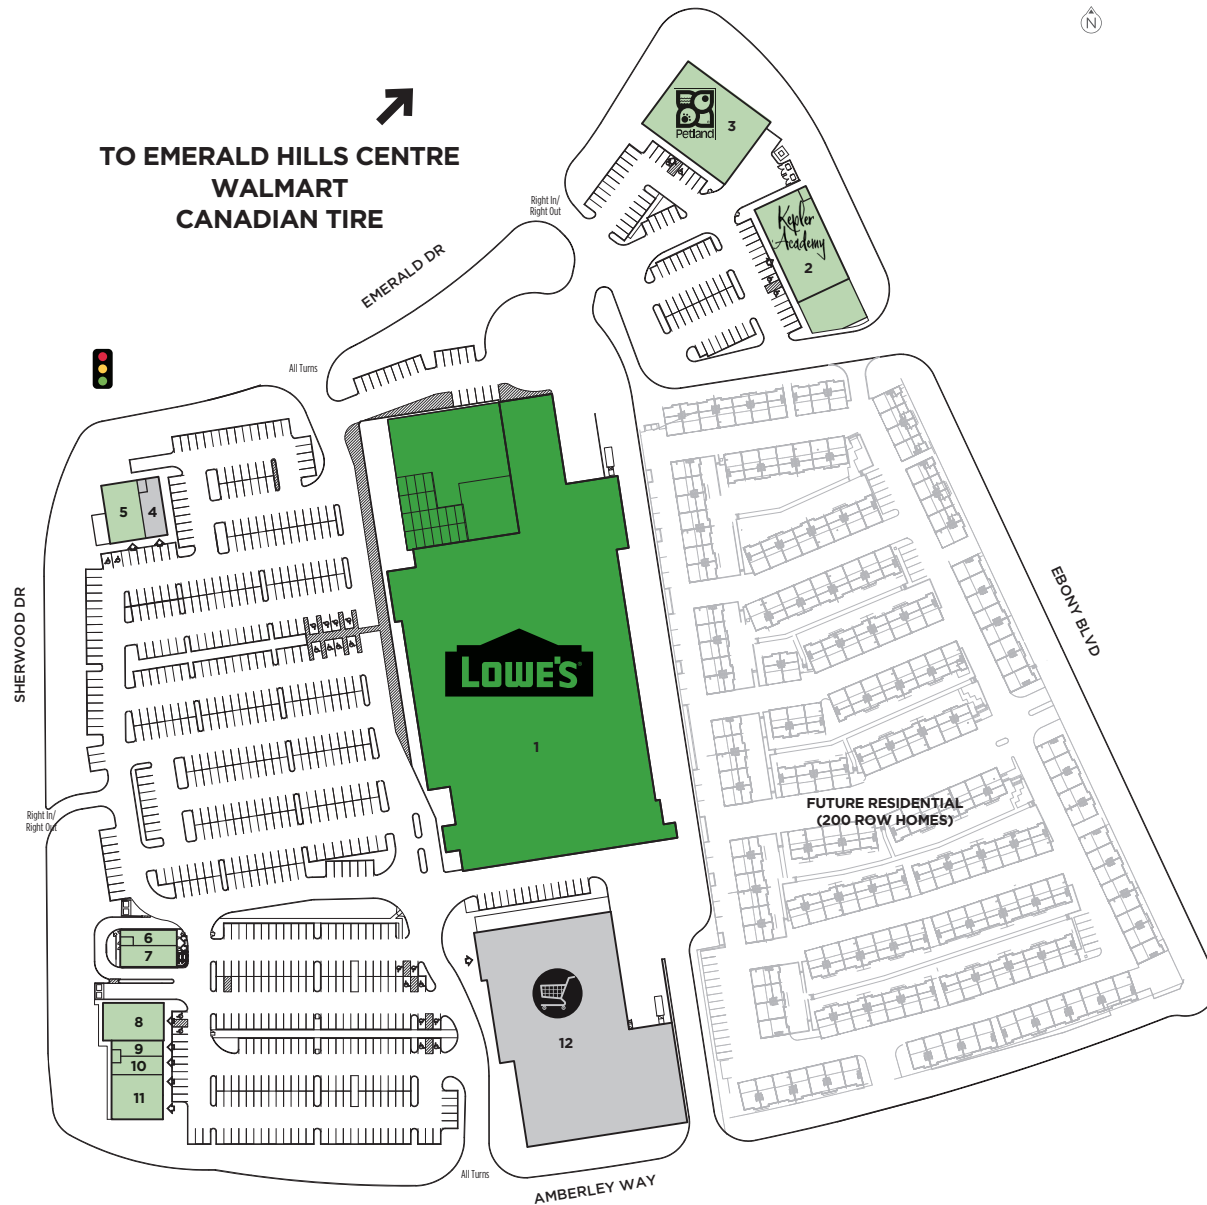 N
TO EMERALD HILLS CENTRE
WALMART
CANADIAN TIRE
Petland
3
Right In/
Right Out
Kepler
Academy
2
EMERALD DR
All Turns
5
4
SHERWOOD DR
EBONY BLVD
LOWE'S
1
Right In/
Right Out
FUTURE RESIDENTIAL
(200 ROW HOMES)
6
7
8
9
10
11
12
All Turns
AMBERLEY WAY